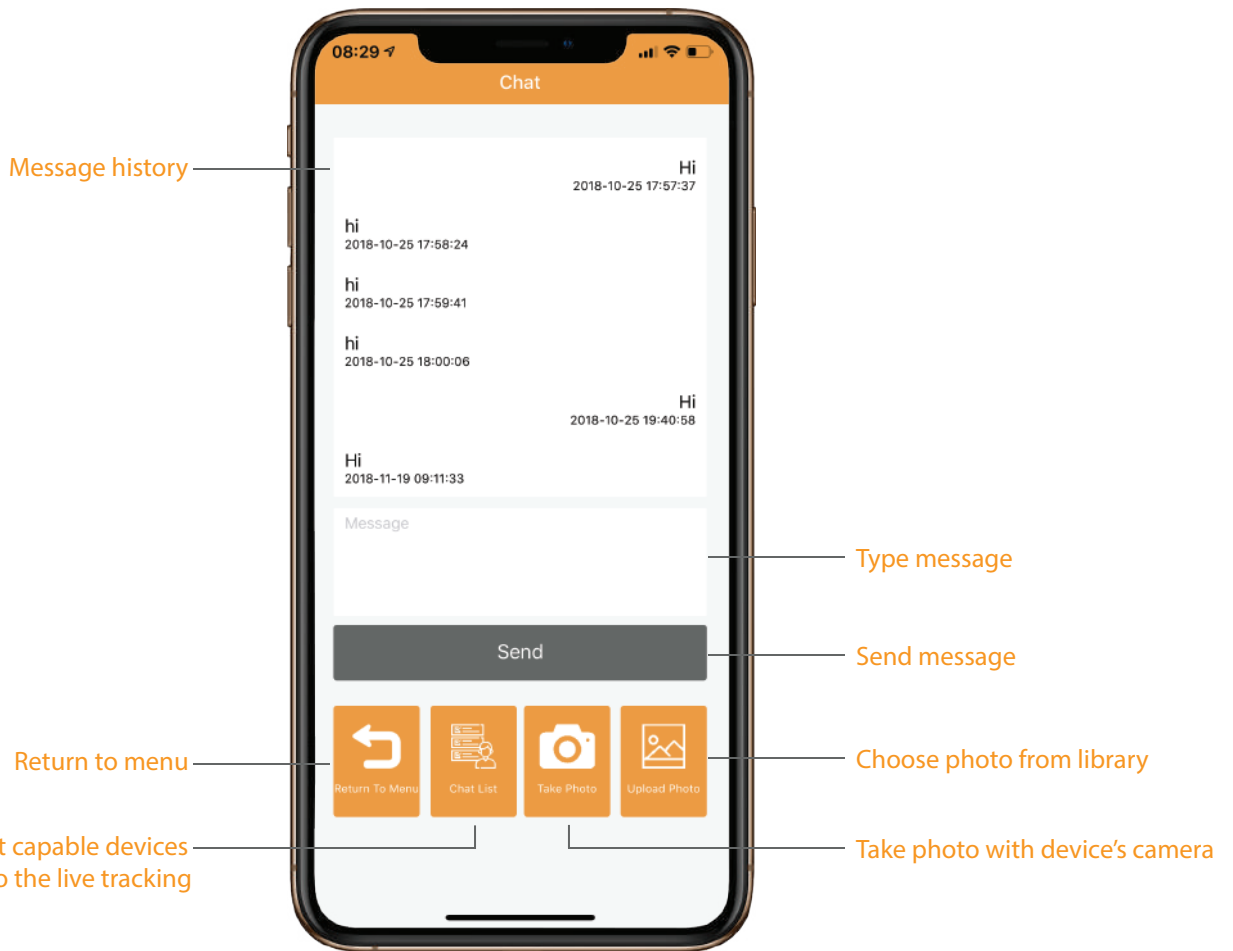 08:29
Chat
Message history
Hi
2018-10-25 17:57:37
hi
2018-10-25 17:58:24
hi
2018-10-25 17:59:41
hi
2018-10-25 18:00:06
Hi
2018-10-25 19:40:58
Hi
2018-11-19 09:11:33
Message
Type message
Send
Send message
Return to menu
Return To Menu
Chat List
Take Photo
Upload Photo
Choose photo from library
capable devices
the live tracking
Take photo with device’s camera